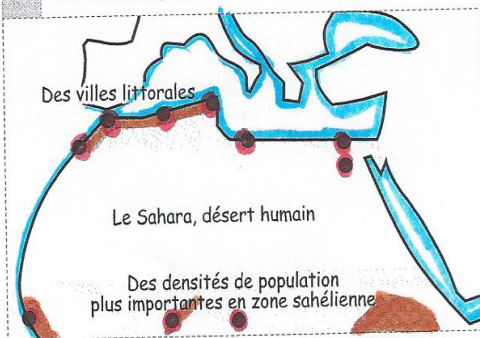 Des villes littorales
Le Sahara, désert humain
Des densités de population
plus importantes en zone sahélienne